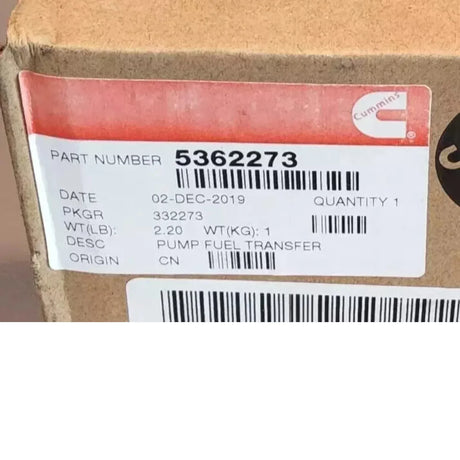 Cummins
®
PART NUMBER 5362273
DATE 02-DEC-2019 QUANTITY 1
PKGR 332273
WT(LB): 2.20 WT(KG): 1
DESC PUMP FUEL TRANSFER
ORIGIN CN